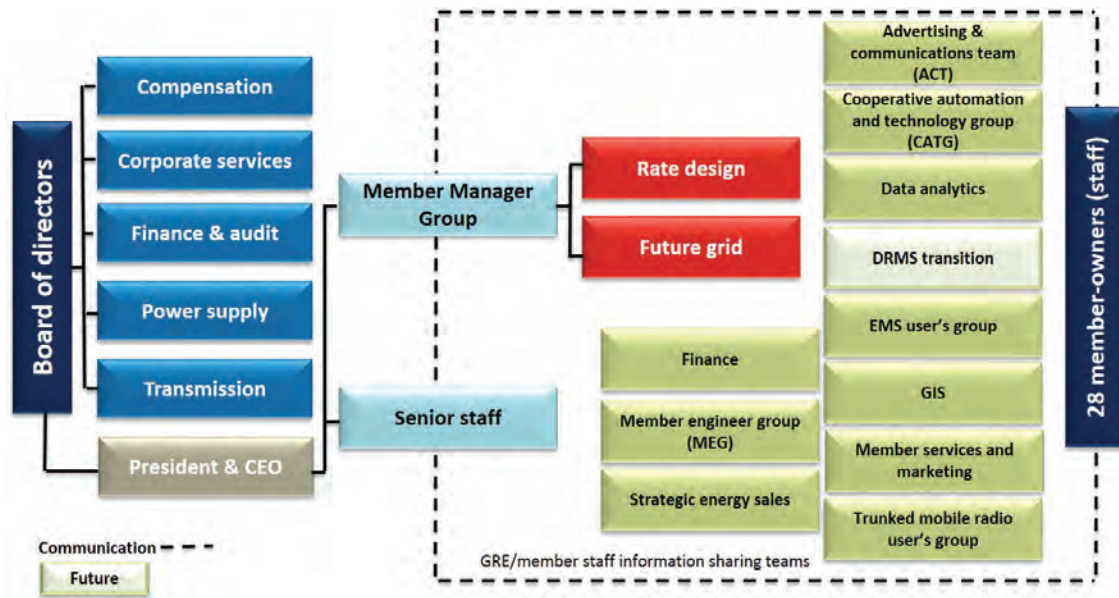 Board of directors
Compensation
Corporate services
Finance & audit
Power supply
Transmission
President & CEO
Member Manager
Group
Senior staff
Rate design
Future grid
Finance
Member engineer group
(MEG)
Strategic energy sales
Advertising &
communications team
(ACT)
Cooperative automation
and technology group
(CATG)
Data analytics
DRMS transition
EMS user's group
GIS
Member services and
marketing
Trunked mobile radio
user's group
28 member-owners (staff)
Communication
Future
GRE/member staff information sharing teams